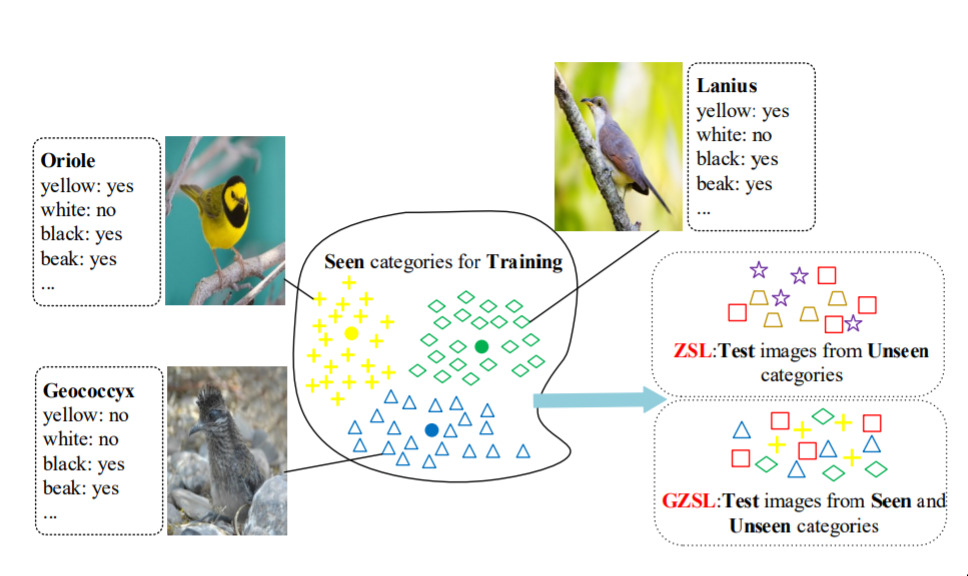 Lanius
yellow: yes
white: no
black: yes
beak: yes
...
Oriole
yellow: yes
white: no
black: yes
beak: yes
...
Seen categories for Training
ZSL:Test images from Unseen
categories
Geococcyx
yellow: no
white: no
black: yes
beak: yes
...
GZSL:Test images from Seen and
Unseen categories